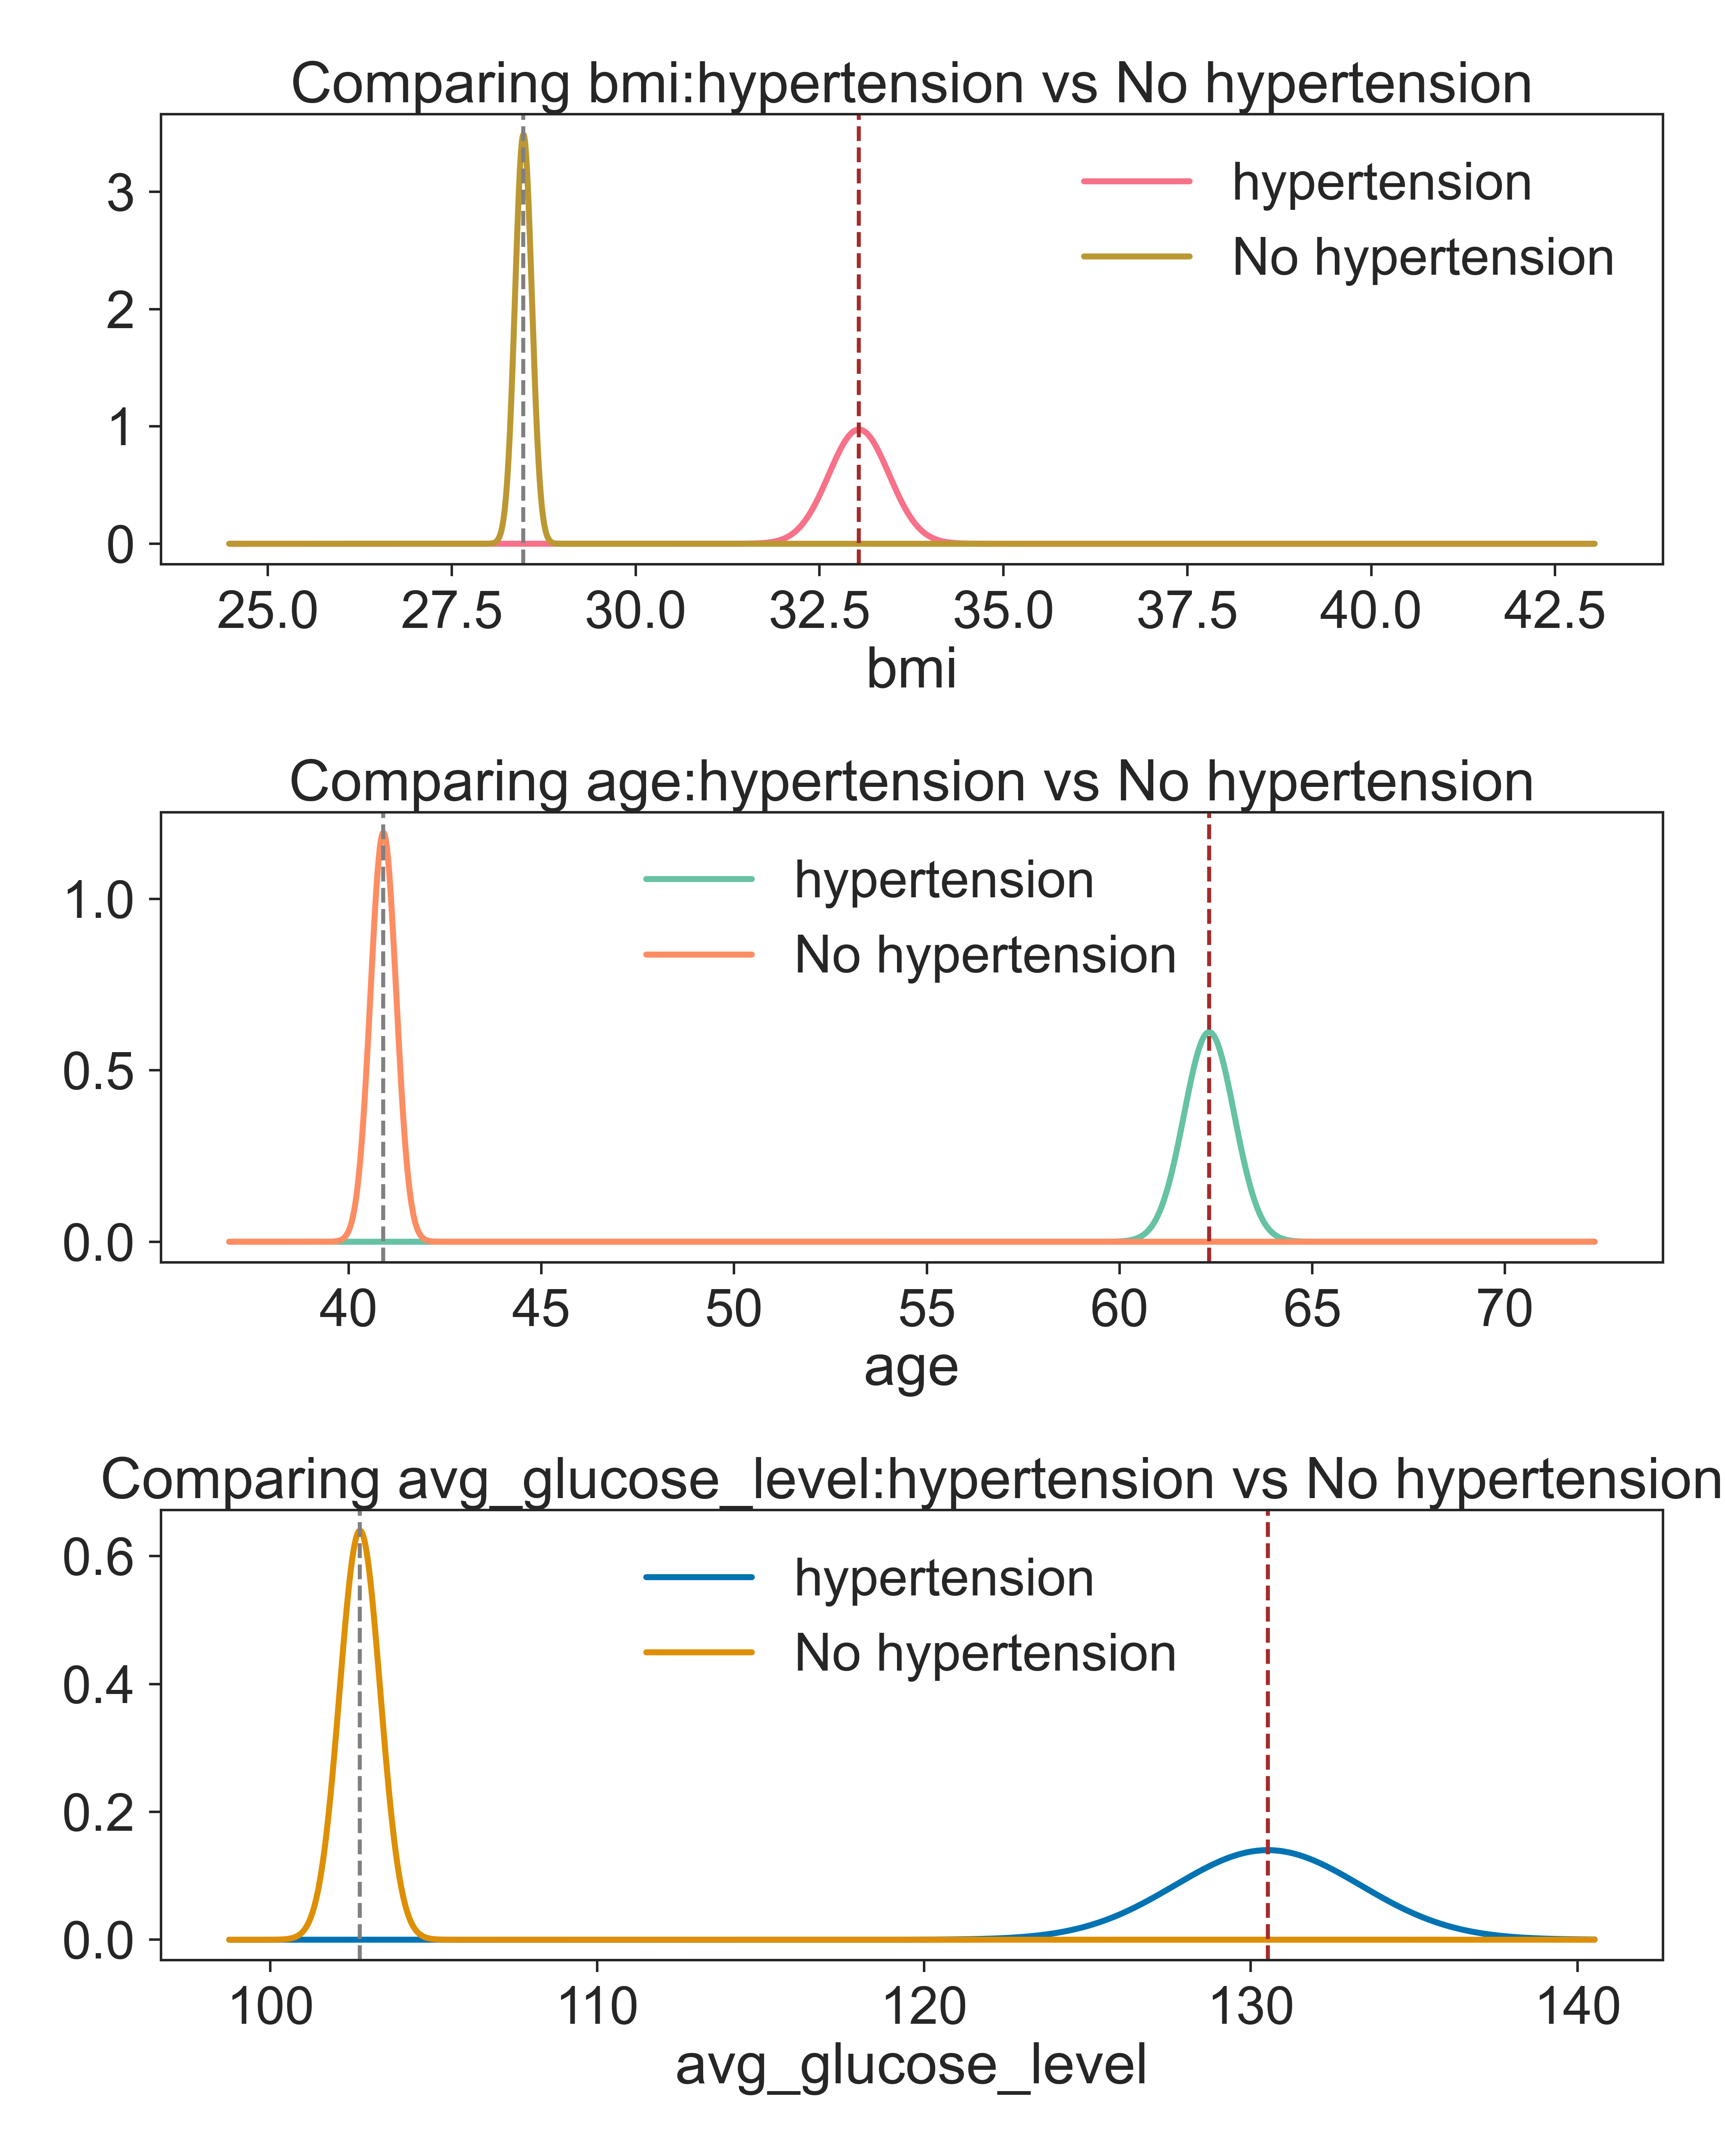 Comparing bmi:hypertension vs No hypertension
3
2
1
0
hypertension
No hypertension
25.0 27.5 30.0 32.5 35.0 37.5 40.0 42.5
bmi
Comparing age:hypertension vs No hypertension
1.0
0.5
0.0
hypertension
No hypertension
40 45 50 55 60 65 70
age
Comparing avg_glucose_level:hypertension vs No hypertension
0.6
0.4
0.2
0.0
hypertension
No hypertension
100 110 120 130 140
avg_glucose_level